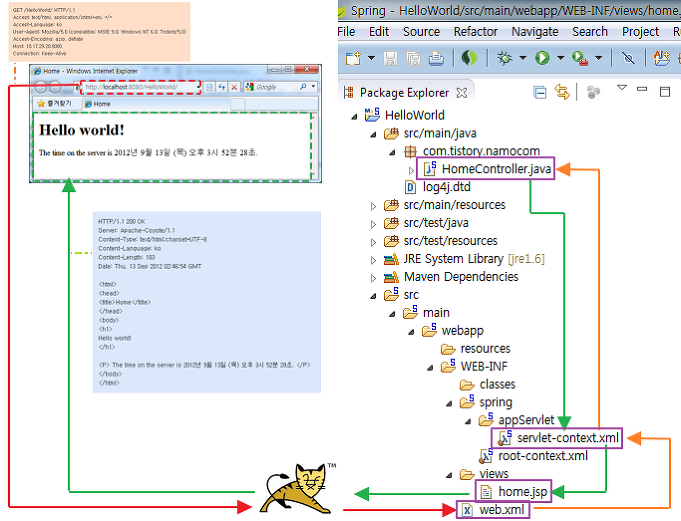 GET /HelloWorld/ HTTP/1.1
Accept: text/html, application/xhtml+xml, */*
Accept-Language: ko
User-Agent: Mozilla/5.0 (compatible; MSIE 9.0; Windows NT 6.0; Trident/5.0)
Accept-Encoding: gzip, deflate
Host: 10.17.29.20:8080
Connection: Keep-Alive
Home - Windows Internet Explorer
http://localhost:8080/HelloWorld/
Google
즐겨찾기
Home
Hello world!
The time on the server is 2012년 9월 13일 (목) 오후 3시 52분 28초.
HTTP/1.1 200 OK
Server: Apache-Coyote/1.1
Content-Type: text/html;charset=UTF-8
Content-Language: ko
Content-Length: 183
Date: Thu, 13 Sep 2012 02:46:54 GMT
<html>
<head>
<title>Home</title>
</head>
<body>
<h1>
Hello world!
</h1>
<P> The time on the server is 2012년 9월 13일 (목) 오후 3시 52분 28초. </P>
</body>
</html>
TM
Spring - HelloWorld/src/main/webapp/WEB-INF/views/home.
File Edit Source Refactor Navigate Search Project Ru
Package Explorer
HelloWorld
src/main/java
com.tistory.namocom
HomeController.java
log4j.dtd
src/main/resources
src/test/java
src/test/resources
JRE System Library [jre1.6]
Maven Dependencies
src
main
webapp
resources
WEB-INF
classes
spring
appServlet
servlet-context.xml
root-context.xml
views
home.jsp
web.xml